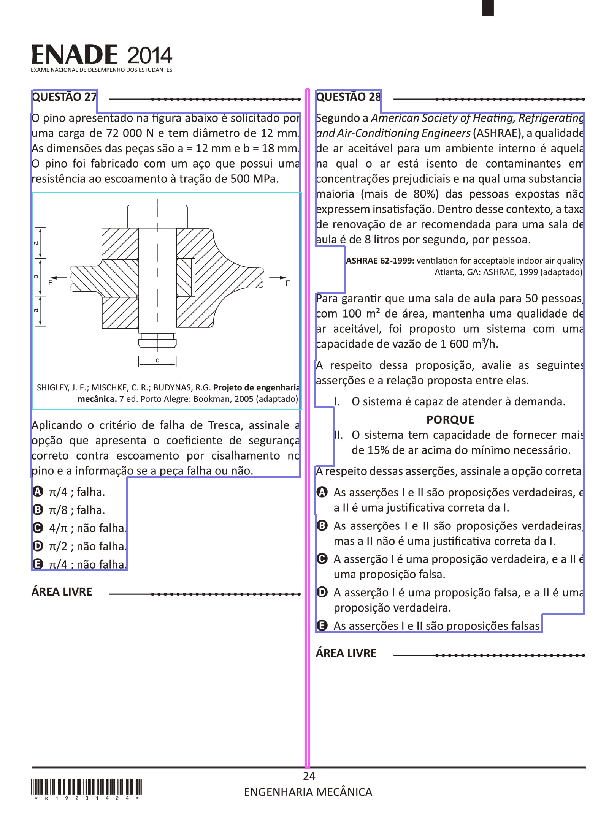 ENADE 2014
EXAME NACIONAL DE DESEMPENHO DOS ESTUDANTES
QUESTÃO 27
O pino apresentado na figura abaixo é solicitado por
uma carga de 72 000 N e tem diâmetro de 12 mm.
As dimensões das peças são a = 12 mm e b = 18 mm.
O pino foi fabricado com um aço que possui uma
resistência ao escoamento à tração de 500 MPa.
a
b
a
F
c
SHIGLEY, J. E.; MISCHKE, C. R.; BUDYNAS, R.G. Projeto de engenharia
mecânica. 7 ed. Porto Alegre: Bookman, 2005 (adaptado)
Aplicando o critério de falha de Tresca, assinale a
opção que apresenta o coeficiente de segurança
correto contra escoamento por cisalhamento no
pino e a informação se a peça falha ou não.
A π/4 ; falha.
B π/8 ; falha.
C 4/π ; não falha.
D π/2 ; não falha.
E π/4 ; não falha.
ÁREA LIVRE
QUESTÃO 28
Segundo a American Society of Heating, Refrigerating
and Air-Conditioning Engineers (ASHRAE), a qualidade
de ar aceitável para um ambiente interno é aquela
na qual o ar está isento de contaminantes em
concentrações prejudiciais e na qual uma substancial
maioria (mais de 80%) das pessoas expostas não
expressem insatisfação. Dentro desse contexto, a taxa
de renovação de ar recomendada para uma sala de
aula é de 8 litros por segundo, por pessoa.
ASHRAE 62-1999: ventilation for acceptable indoor air quality
Atlanta, GA: ASHRAE, 1999 (adaptado)
Para garantir que uma sala de aula para 50 pessoas,
com 100 m² de área, mantenha uma qualidade de
ar aceitável, foi proposto um sistema com uma
capacidade de vazão de 1 600 m³/h.
A respeito dessa proposição, avalie as seguintes
asserções e a relação proposta entre elas.
I. O sistema é capaz de atender à demanda.
PORQUE
II. O sistema tem capacidade de fornecer mais
de 15% de ar acima do mínimo necessário.
A respeito dessas asserções, assinale a opção correta
A As asserções I e II são proposições verdadeiras, e
a II é uma justificativa correta da I.
B As asserções I e II são proposições verdadeiras,
mas a II não é uma justificativa correta da I.
C A asserção I é uma proposição verdadeira, e a II é
uma proposição falsa.
D A asserção I é uma proposição falsa, e a II é uma
proposição verdadeira.
E As asserções I e II são proposições falsas
ÁREA LIVRE
24
ENGENHARIA MECÂNICA